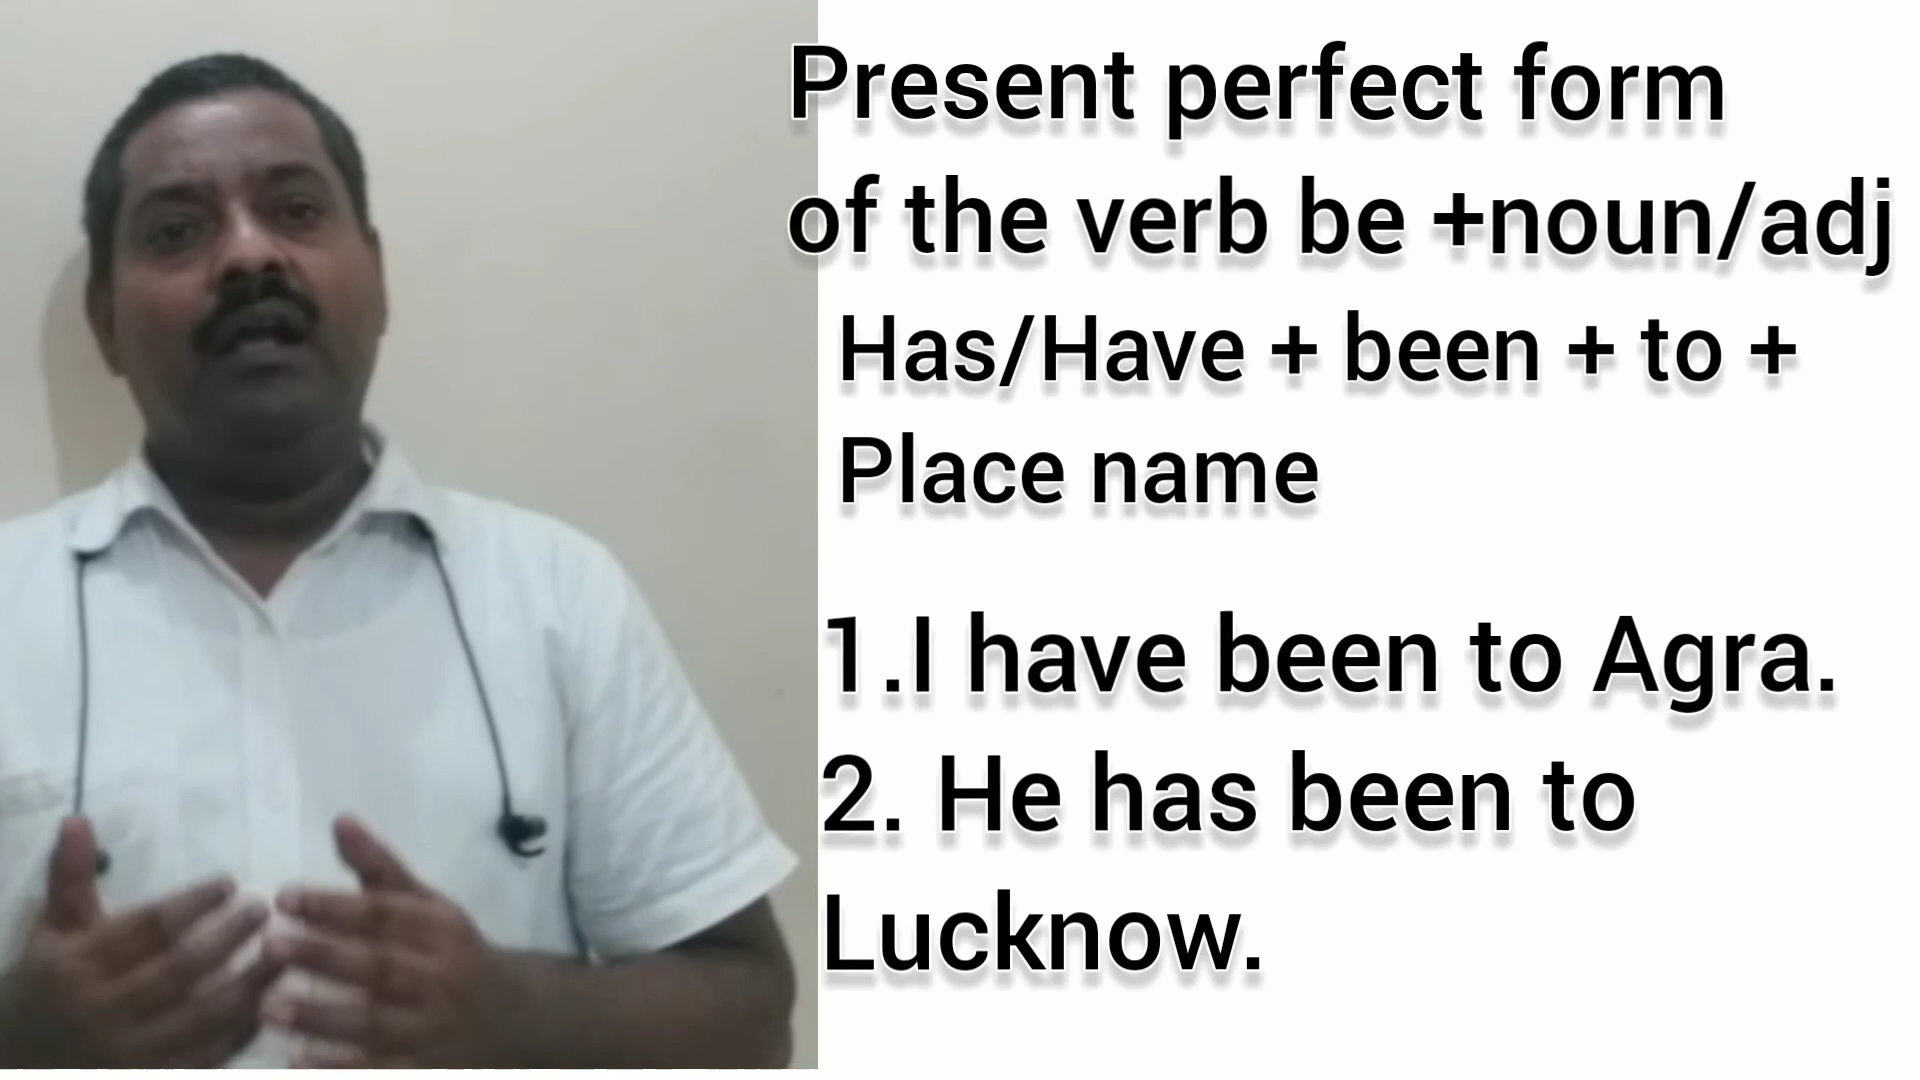 Present perfect form
of the verb be +noun/adj
Has/Have + been + to +
Place name
1.I have been to Agra.
2. He has been to
Lucknow.